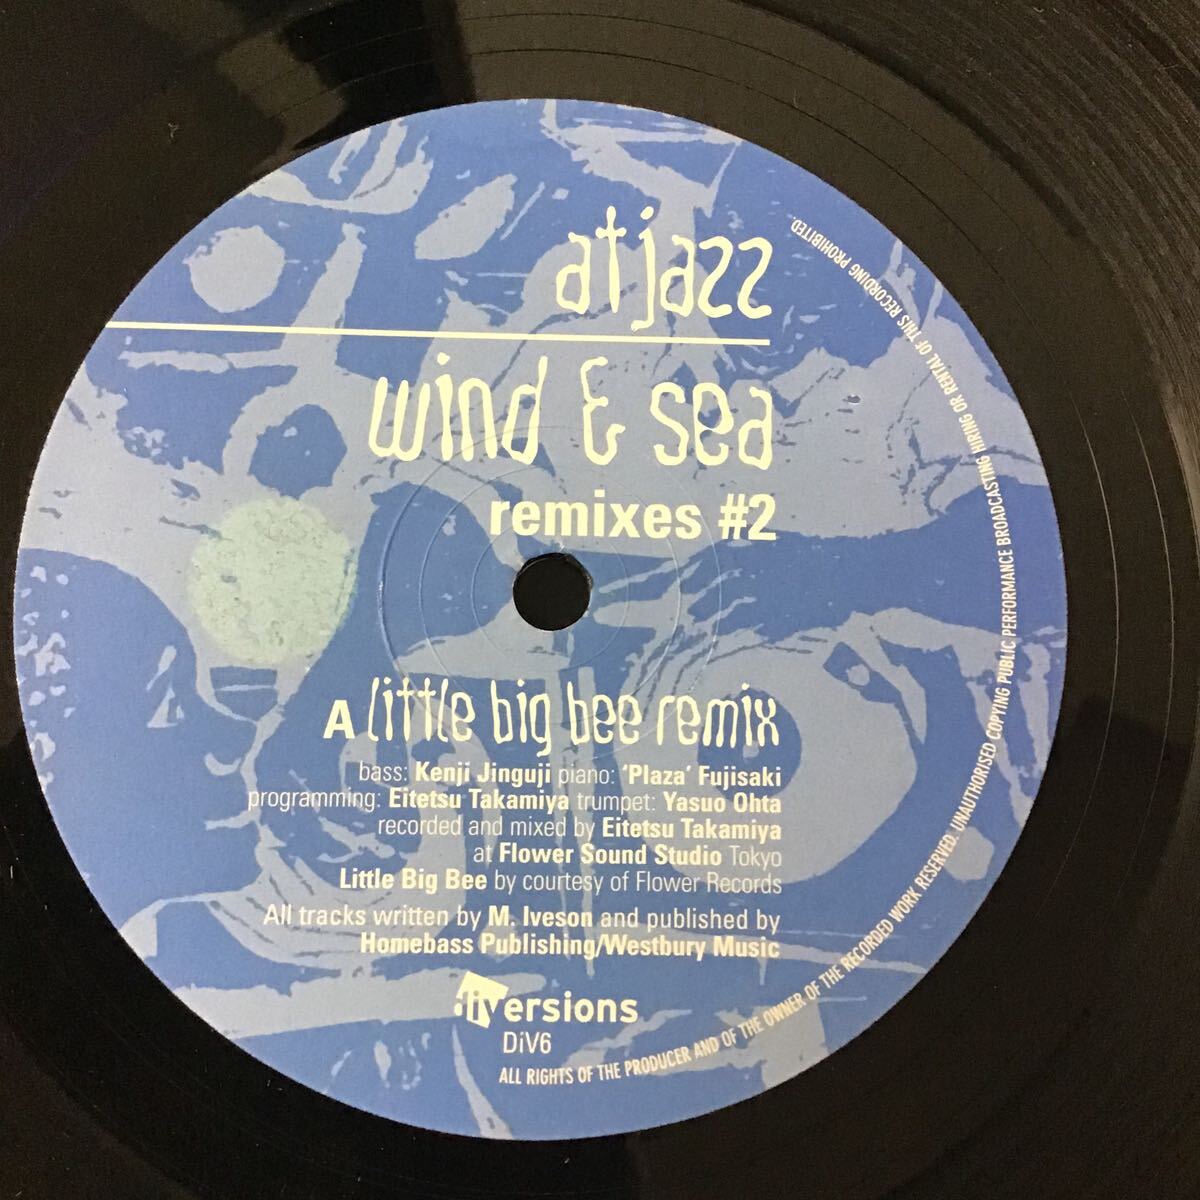 atjazz
wind & sea
remixes #2
A little big bee remix
bass: Kenji Jinguji piano: 'Plaza' Fujisaki
programming: Eitetsu Takamiya trumpet: Yasuo Ohta
recorded and mixed by Eitetsu Takamiya
at Flower Sound Studio Tokyo
Little Big Bee by courtesy of Flower Records
All tracks written by M. Iveson and published by
Homebass Publishing/Westbury Music
diversions
DiV6
ALL RIGHTS OF THE PRODUCER AND OF THE OWNER OF THE RECORDED WORK RESERVED. UNAUTHORISED COPYING PUBLIC PERFORMANCE BROADCASTING HIRING OR RENTAL OF THIS RECORDING PROHIBITED.